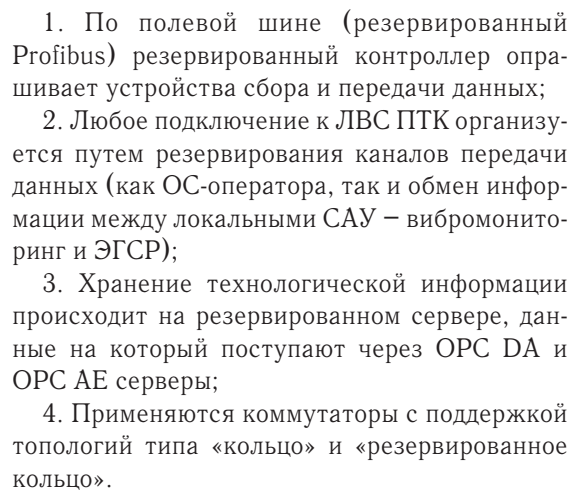 1. По полевой шине (резервированный
Profibus) резервированный контроллер опра-
шивает устройства сбора и передачи данных;
2. Любое подключение к ЛВС ПТК организу-
ется путем резервирования каналов передачи
данных (как ОС-оператора, так и обмен инфор-
мации между локальными САУ – вибромонито-
ринг и ЭГСР);
3. Хранение технологической информации
происходит на резервированном сервере, дан-
ные на который поступают через OPC DA и
OPC AE серверы;
4. Применяются коммутаторы с поддержкой
топологий типа «кольцо» и «резервированное
кольцо».